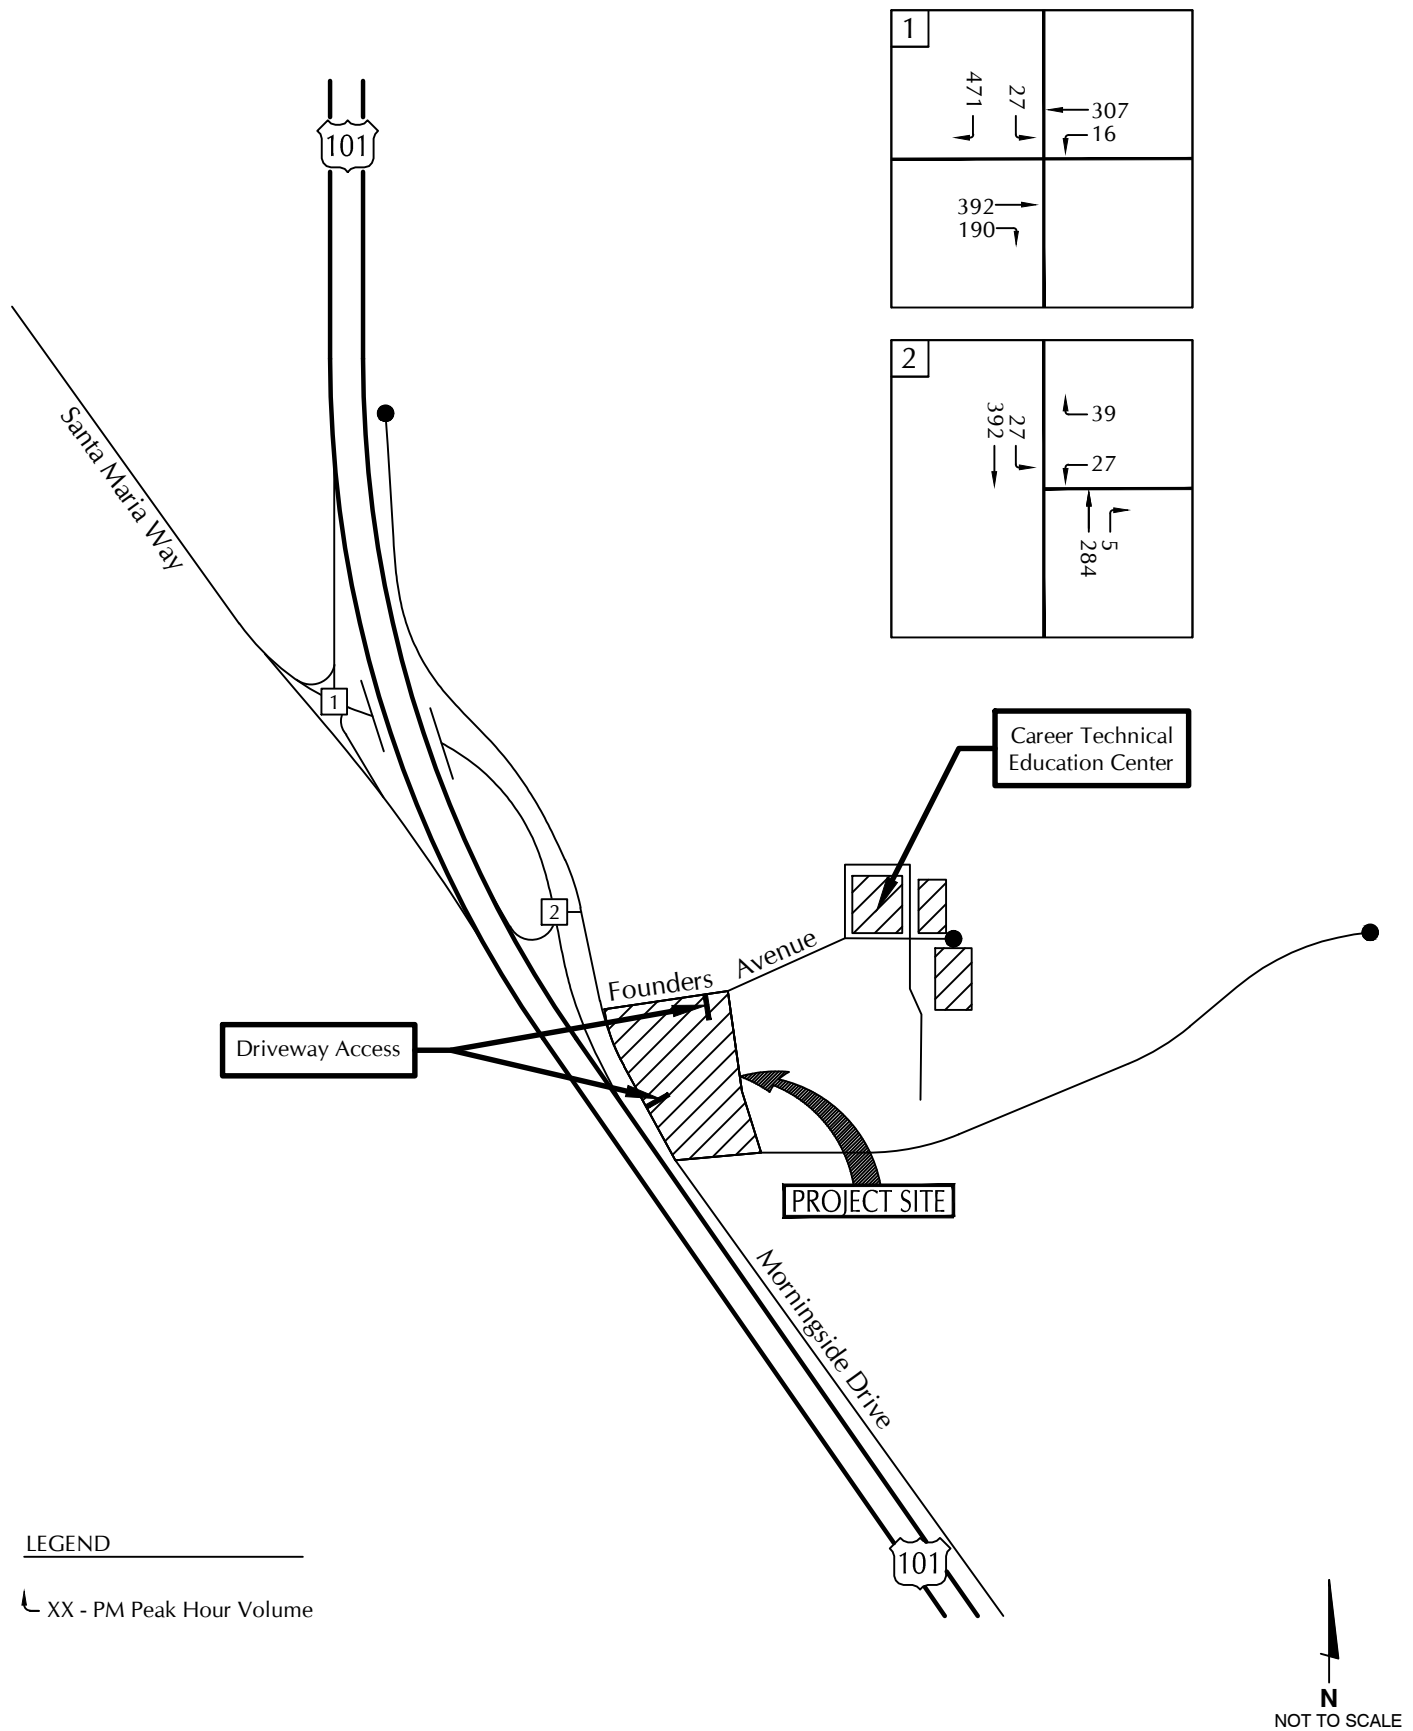 1
471
27
307
16
101
392
190
2
392
27
39
27
5
284
Santa Maria Way
1
Career Technical
Education Center
2
Founders Avenue
Driveway Access
PROJECT SITE
Morningside Drive
101
LEGEND
XX - PM Peak Hour Volume
N
NOT TO SCALE